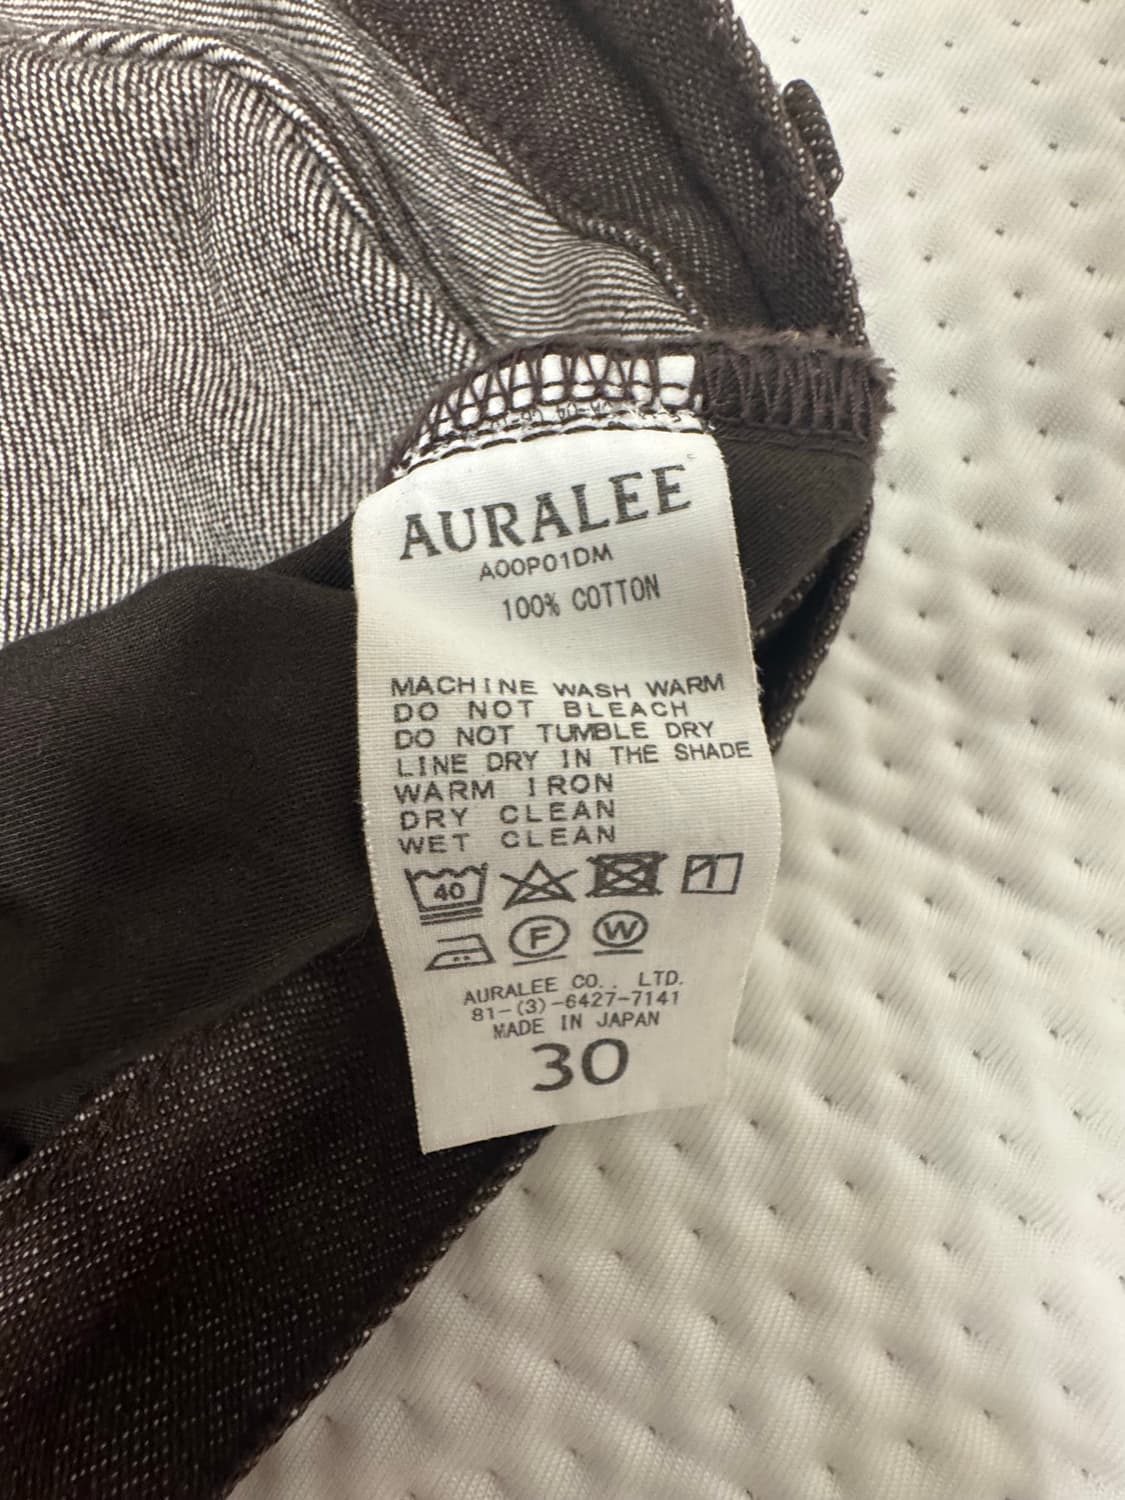 AURALEE
A00P01DM
100% COTTON
MACHINE WASH WARM
DO NOT BLEACH
DO NOT TUMBLE DRY
LINE DRY IN THE SHADE
WARM IRON
DRY CLEAN
WET CLEAN
40
F W
AURALEE CO., LTD.
81-(3)-6427-7141
MADE IN JAPAN
30